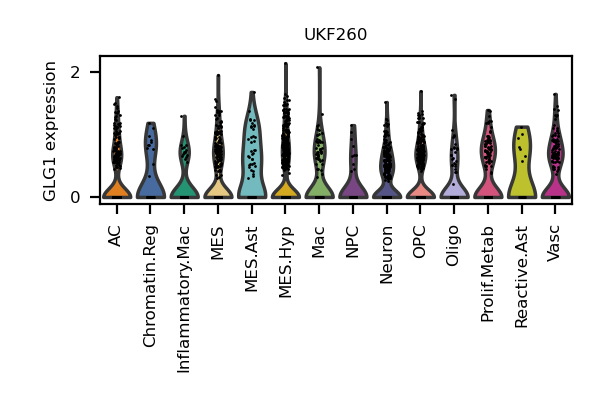 UKF260
GLG1 expression
2
0
AC
Chromatin.Reg
Inflammatory.Mac
MES
MES.Ast
MES.Hyp
Mac
NPC
Neuron
OPC
Oligo
Prolif.Metab
Reactive.Ast
Vasc